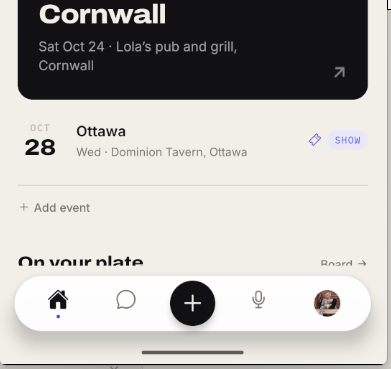 Cornwall
Sat Oct 24 · Lola's pub and grill,
Cornwall
OCT
28
Ottawa
Wed · Dominion Tavern, Ottawa
SHOW
+ Add event
On your plate
Board →